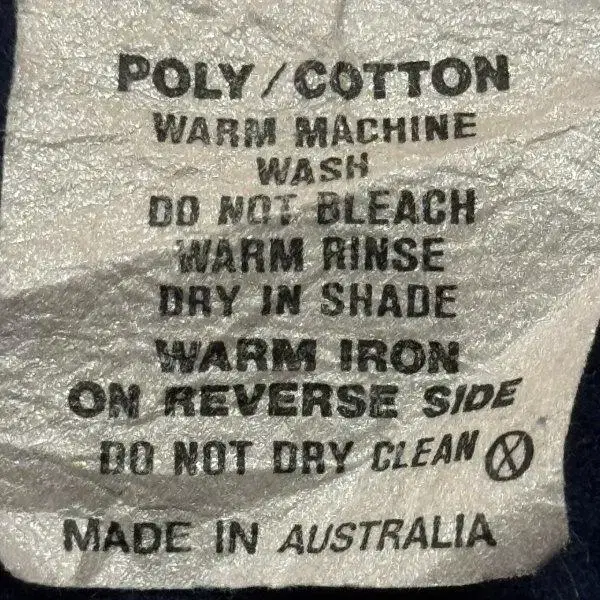 POLY/COTTON
WARM MACHINE
WASH
DO NOT BLEACH
WARM RINSE
DRY IN SHADE
WARM IRON
ON REVERSE SIDE
DO NOT DRY CLEAN
MADE IN AUSTRALIA